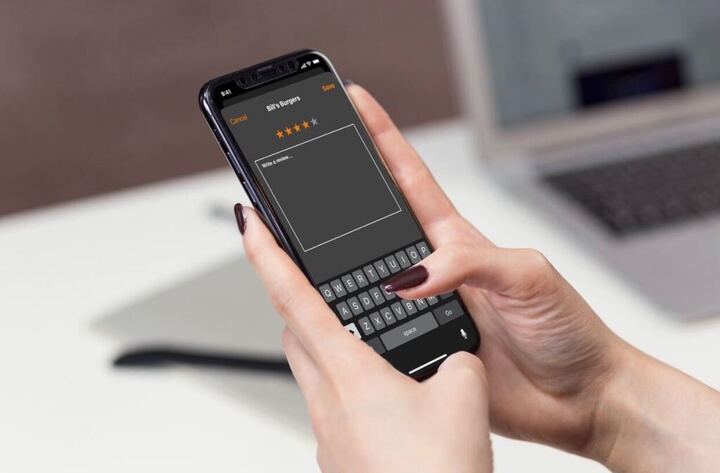 9:41
Bill's Burgers
Cancel
Save
Write a review...
Q W E R T Y U I O P
A S D F
Z X C V B N
space
Go